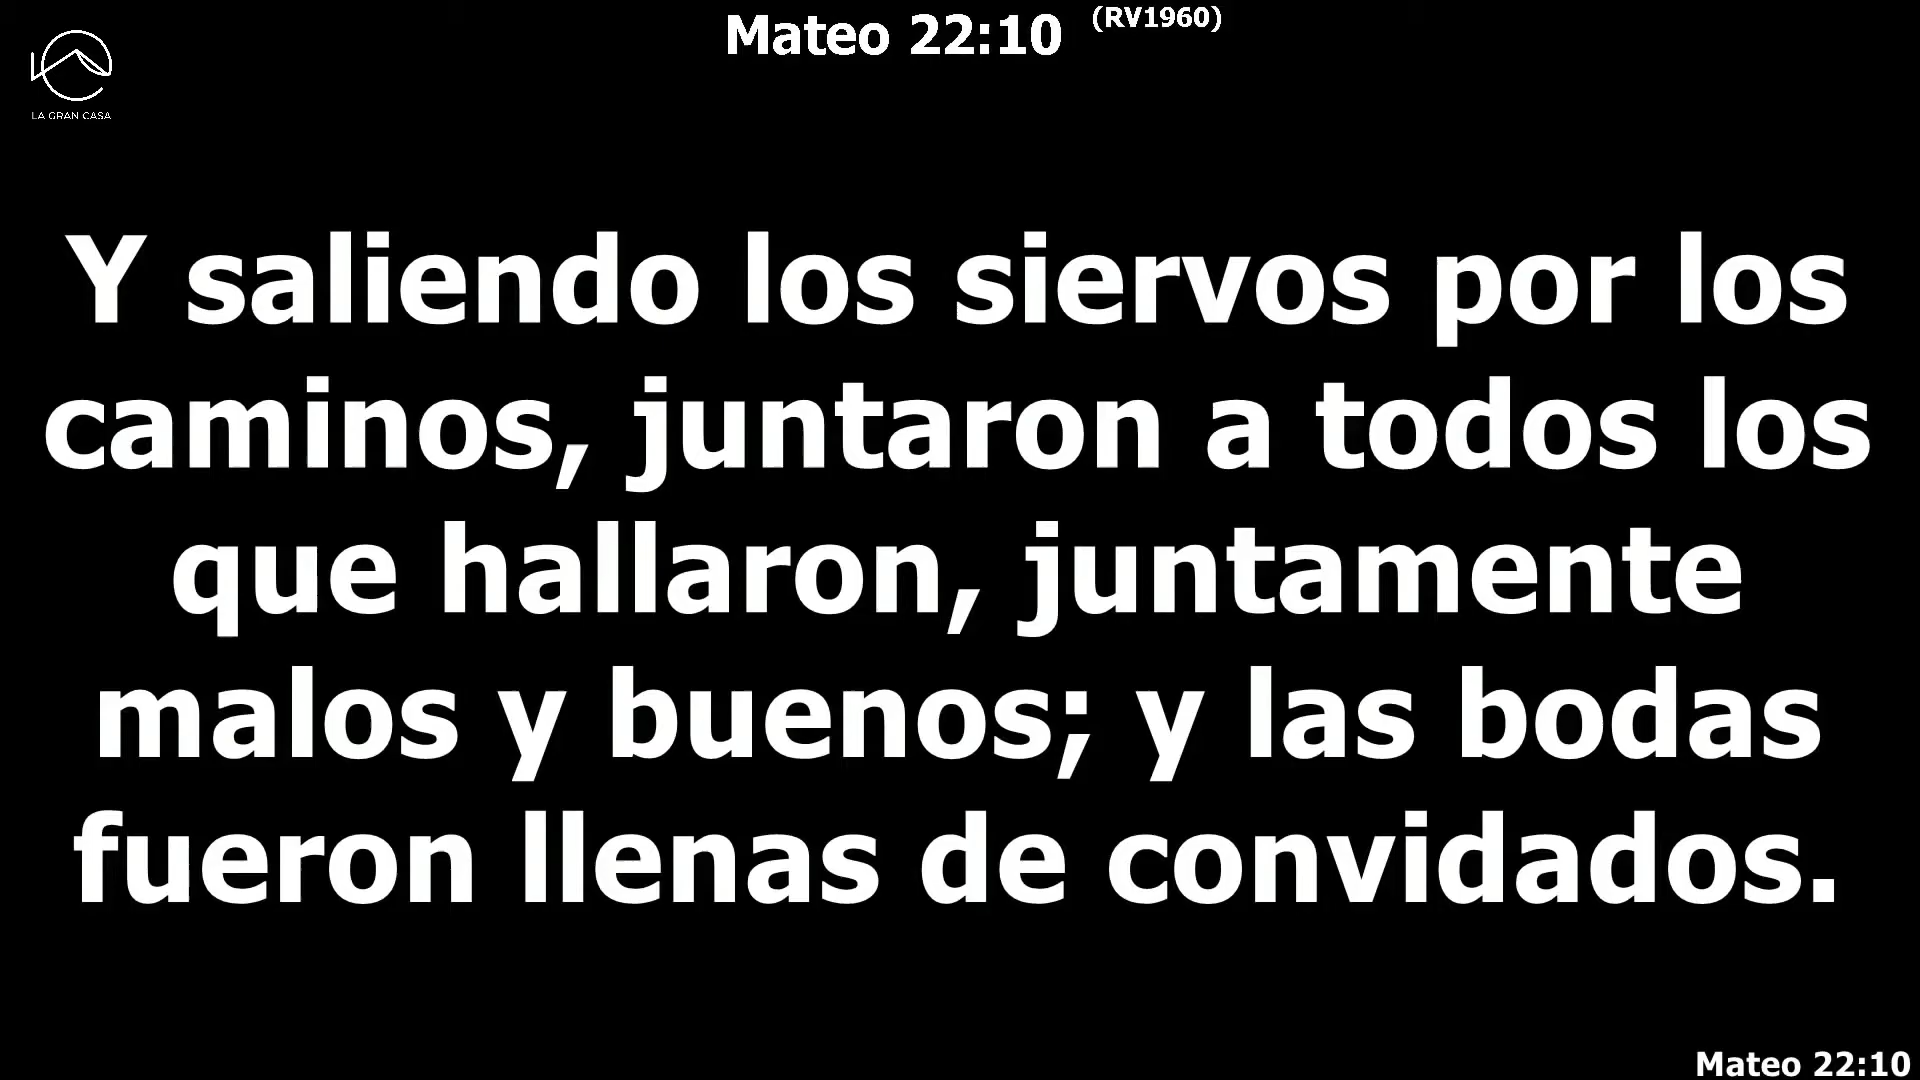 Mateo 22:10 (RV1960)
LA GRAN CASA
Y saliendo los siervos por los
caminos, juntaron a todos los
que hallaron, juntamente
malos y buenos; y las bodas
fueron llenas de convidados.
Mateo 22:10